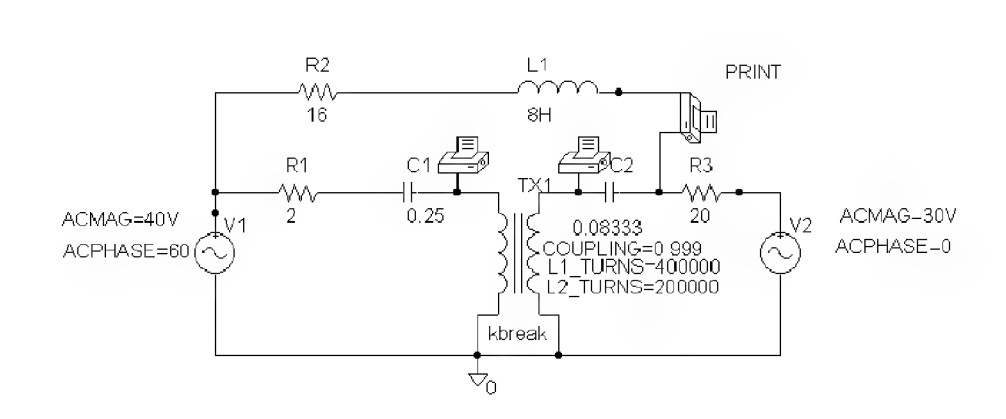 R2
L1
PRINT
16
8H
R1
C1
C2
R3
TX1
2
0.25
20
ACMAG=40V
V1
0.08333
V2
ACMAG=30V
ACPHASE=60
COUPLING=0.999
ACPHASE=0
L1_TURNS=400000
L2_TURNS=200000
kbreak
0